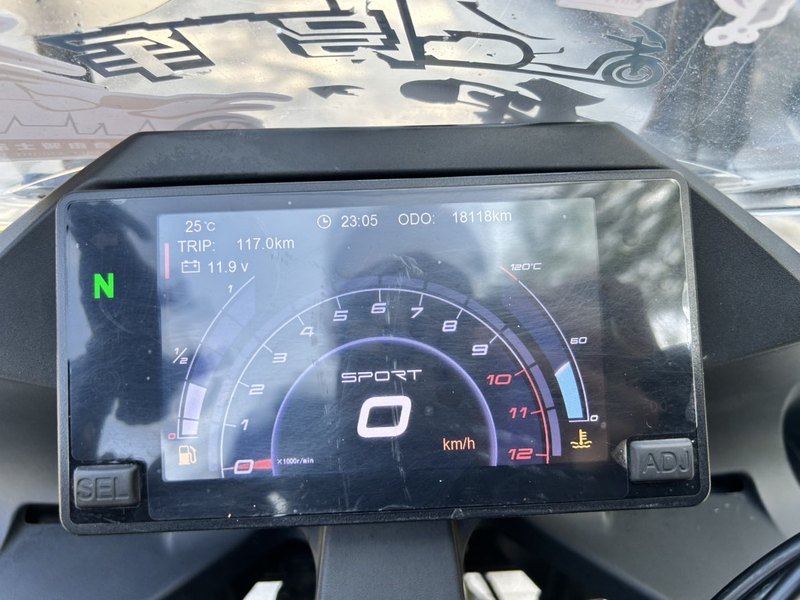 25℃ 23:05 ODO: 18118km
TRIP: 117.0km
11.9 v
N
120℃
1
1/2
0
60
0
0 1 2 3 4 5 6 7 8 9 10 11 12
SPORT
0
km/h
X1000r/min
SEL
ADJ